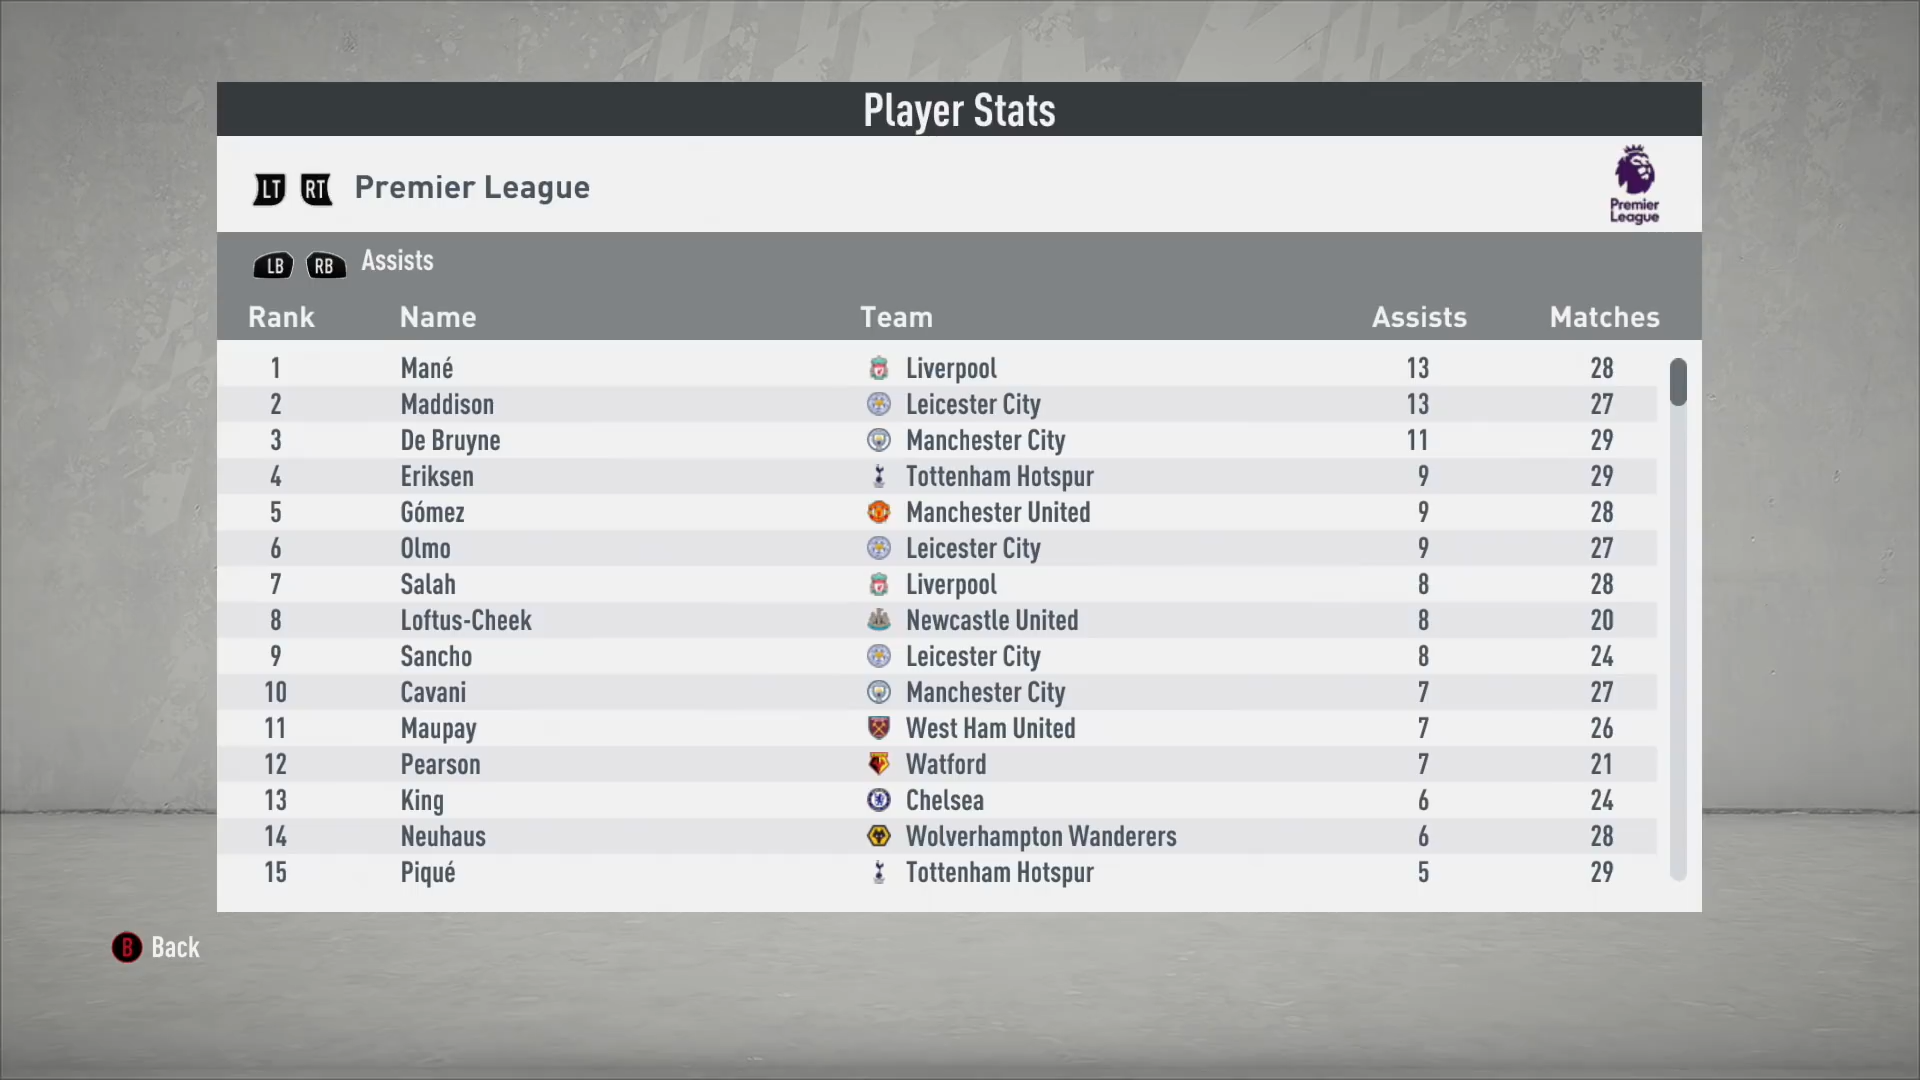 Player Stats
LT RT Premier League
Premier
League
LB RB Assists
Rank Name Team Assists Matches
1 Mané Liverpool 13 28
2 Maddison Leicester City 13 27
3 De Bruyne Manchester City 11 29
4 Eriksen Tottenham Hotspur 9 29
5 Gómez Manchester United 9 28
6 Olmo Leicester City 9 27
7 Salah Liverpool 8 28
8 Loftus-Cheek Newcastle United 8 20
9 Sancho Leicester City 8 24
10 Cavani Manchester City 7 27
11 Maupay West Ham United 7 26
12 Pearson Watford 7 21
13 King Chelsea 6 24
14 Neuhaus Wolverhampton Wanderers 6 28
15 Piqué Tottenham Hotspur 5 29
B Back